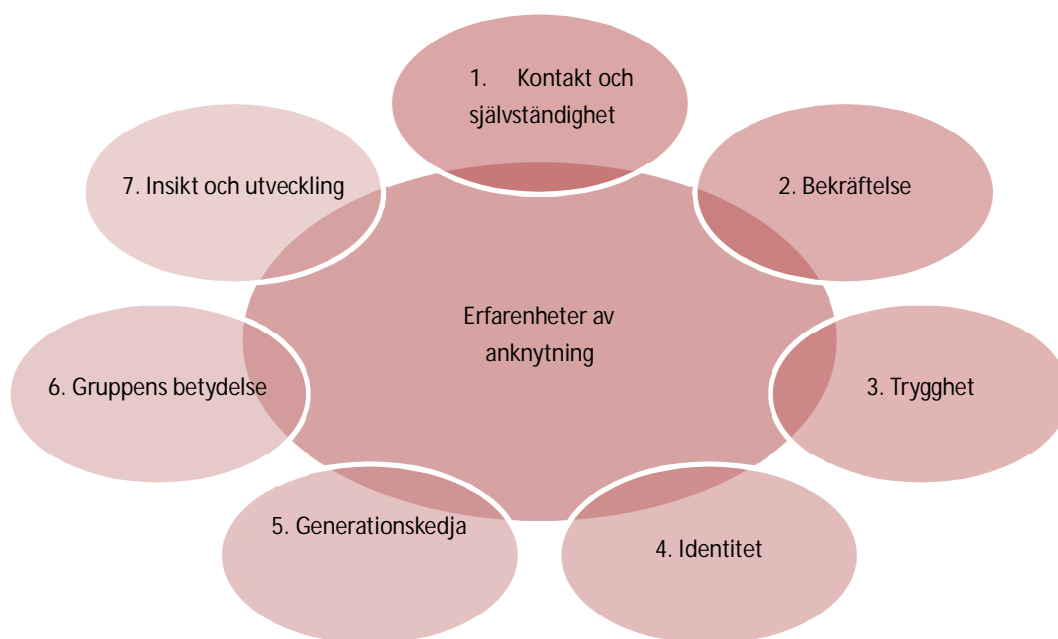 1. Kontakt och
självständighet
2. Bekräftelse
3. Trygghet
4. Identitet
5. Generationskedja
6. Gruppens betydelse
7. Insikt och utveckling
Erfarenheter av
anknytning